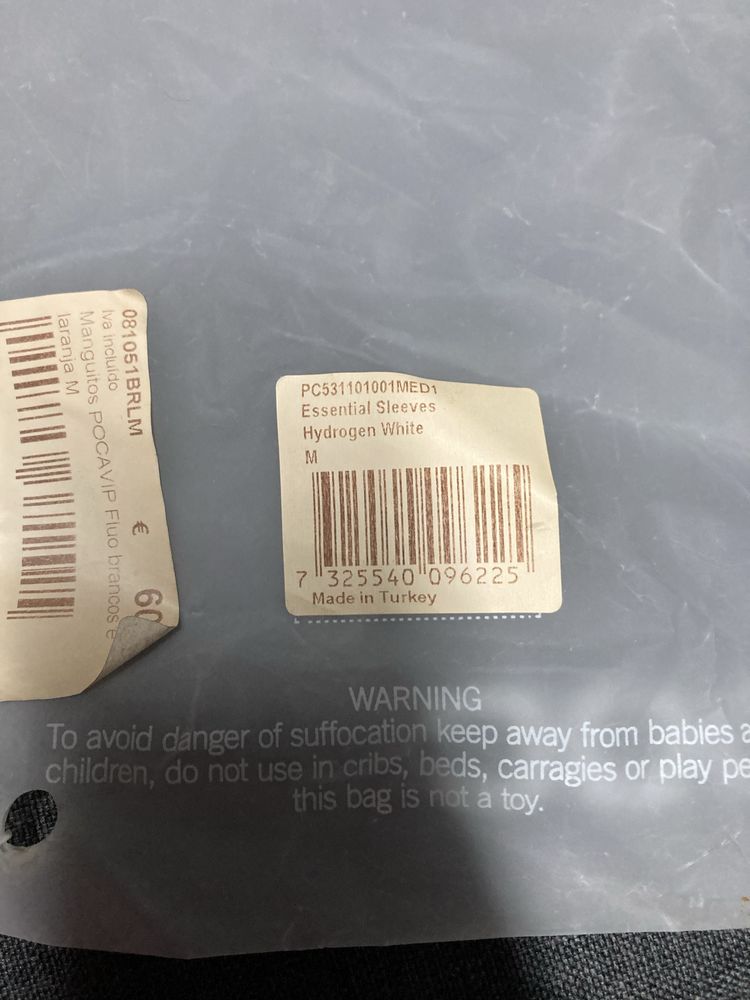 081051BRLM € 60
Iva incluído
Manguitos POCAVIP Fluo brancos e
laranja M
PC531101001MED1
Essential Sleeves
Hydrogen White
M
7 325540 096225
Made in Turkey
WARNING
To avoid danger of suffocation keep away from babies
children, do not use in cribs, beds, carragies or play
this bag is not a toy.